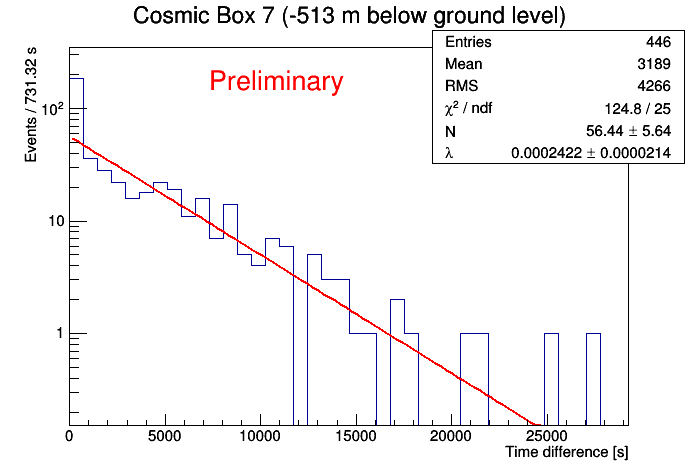 Cosmic Box 7 (-513 m below ground level)
Entries 446
Mean 3189
RMS 4266
χ² / ndf 124.8 / 25
N 56.44 ± 5.64
λ 0.0002422 ± 0.0000214
Preliminary
Events / 731.32 s
10²
10
1
0 5000 10000 15000 20000 25000
Time difference [s]